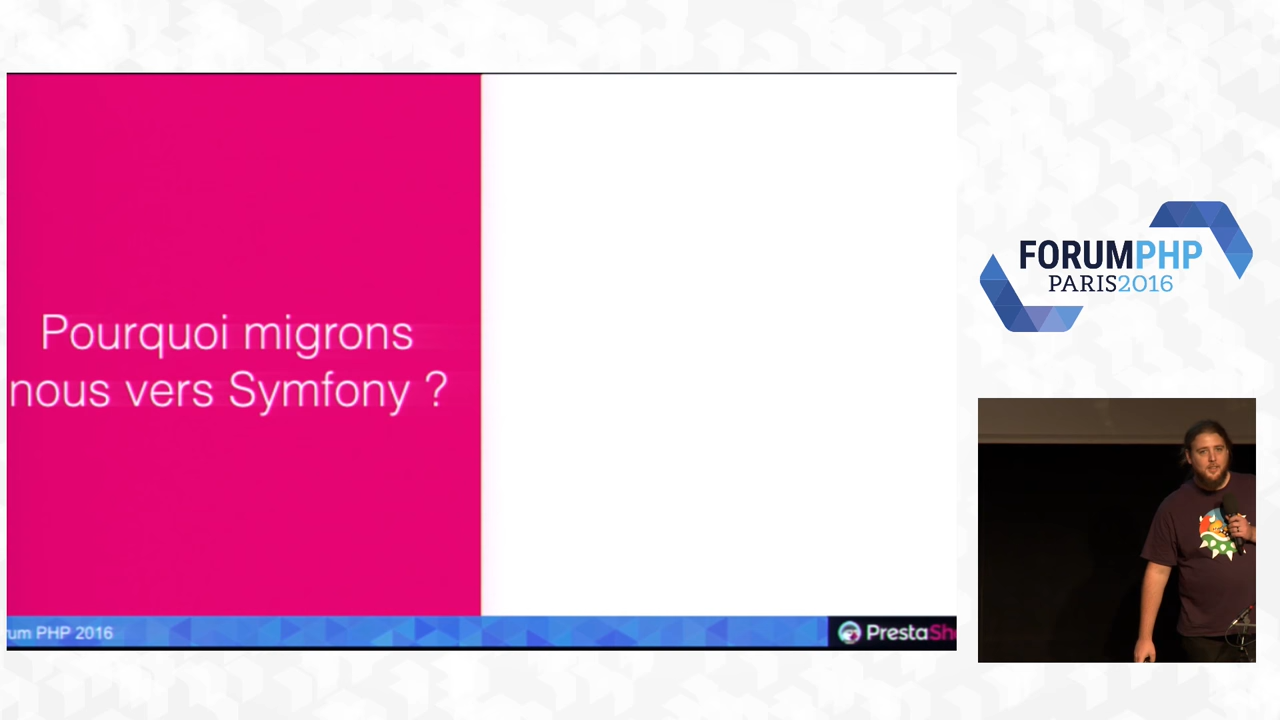 Pourquoi migrons
nous vers Symfony ?
um PHP 2016
PrestaSh
FORUMPHP
PARIS2016